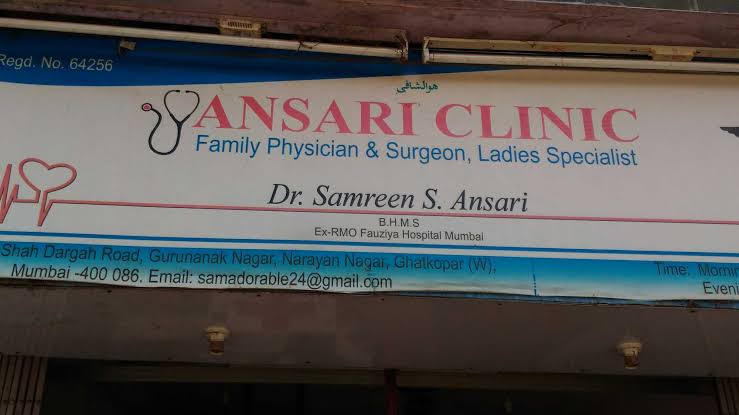 Regd. No. 64256
هوالشافی
ANSARI CLINIC
Family Physician & Surgeon, Ladies Specialist
Dr. Samreen S. Ansari
B.H.M.S
Ex-RMO Fauziya Hospital Mumbai
Shah Dargah Road, Gurunanak Nagar, Narayan Nagar, Ghatkopar (W),
Mumbai -400 086. Email: samadorable24@gmail.com
Time: Mornin
Eveni